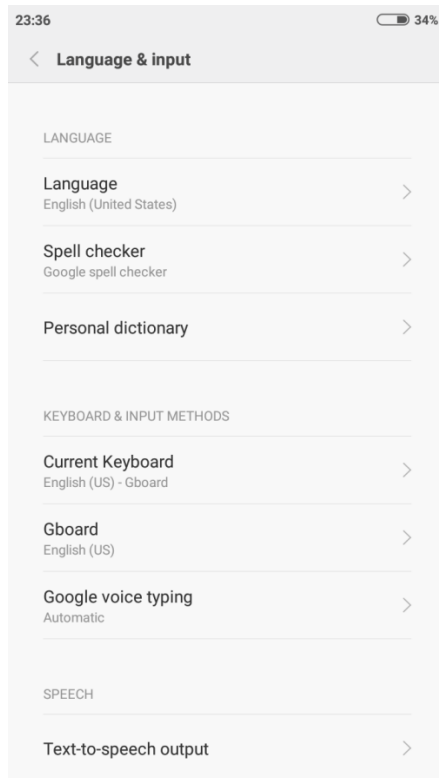 23:36
34%
Language & input
LANGUAGE
Language
English (United States)
Spell checker
Google spell checker
Personal dictionary
KEYBOARD & INPUT METHODS
Current Keyboard
English (US) - Gboard
Gboard
English (US)
Google voice typing
Automatic
SPEECH
Text-to-speech output